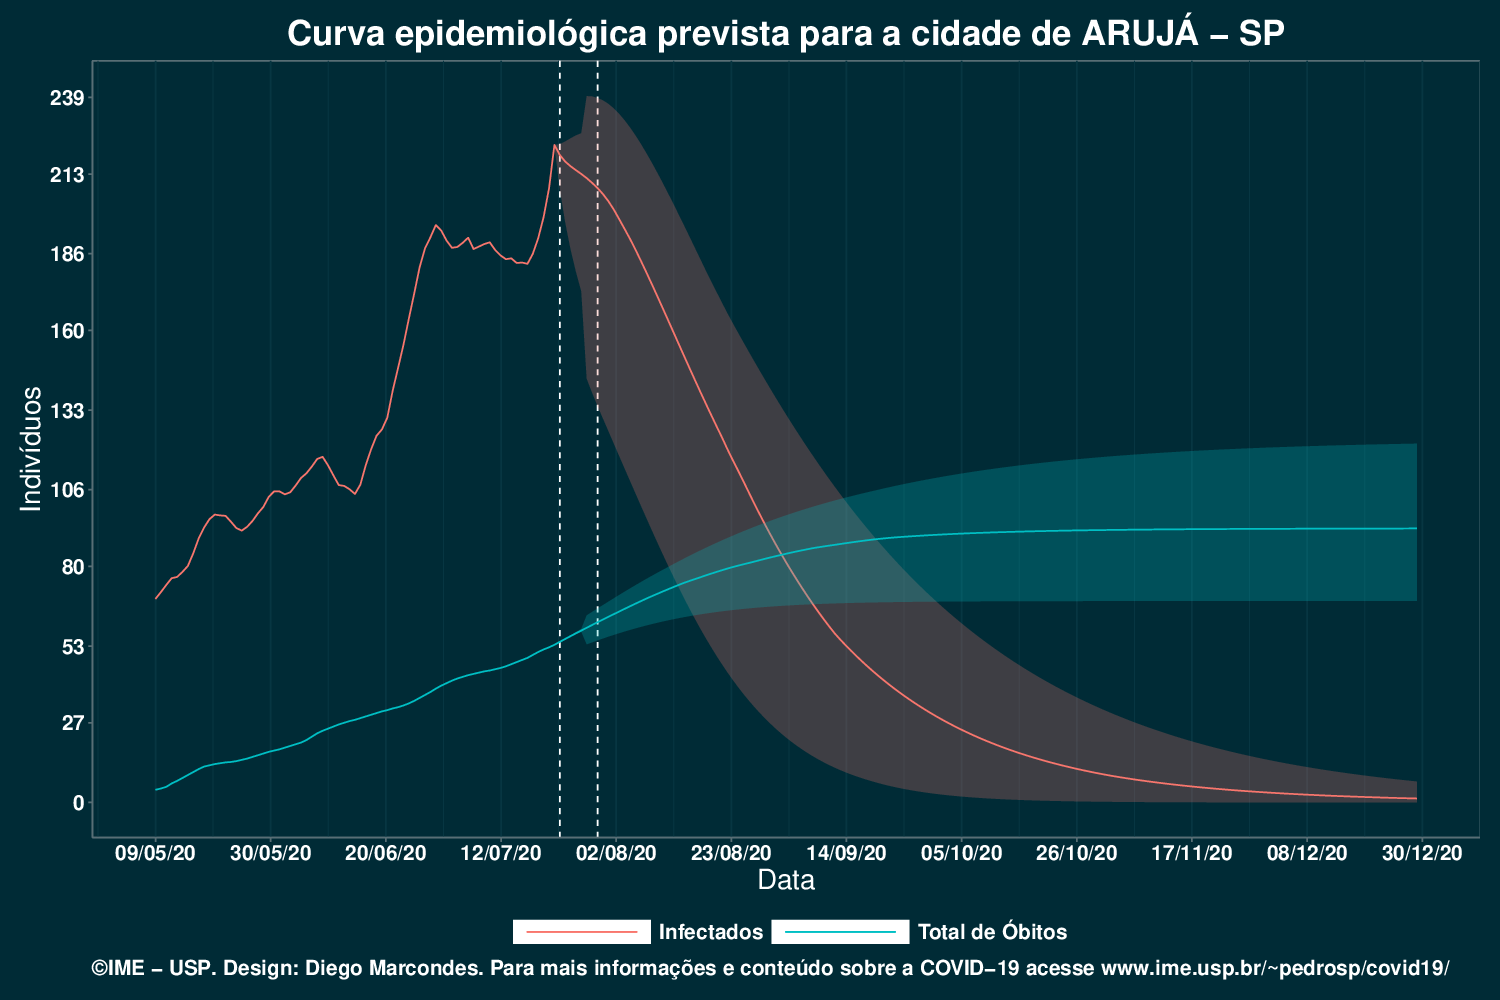 Curva epidemiológica prevista para a cidade de ARUJÁ – SP
Indivíduos
239
213
186
160
133
106
80
53
27
0
09/05/20 30/05/20 20/06/20 12/07/20 02/08/20 23/08/20 14/09/20 05/10/20 26/10/20 17/11/20 08/12/20 30/12/20
Data
Infectados Total de Óbitos
©IME – USP. Design: Diego Marcondes. Para mais informações e conteúdo sobre a COVID–19 acesse www.ime.usp.br/~pedrosp/covid19/